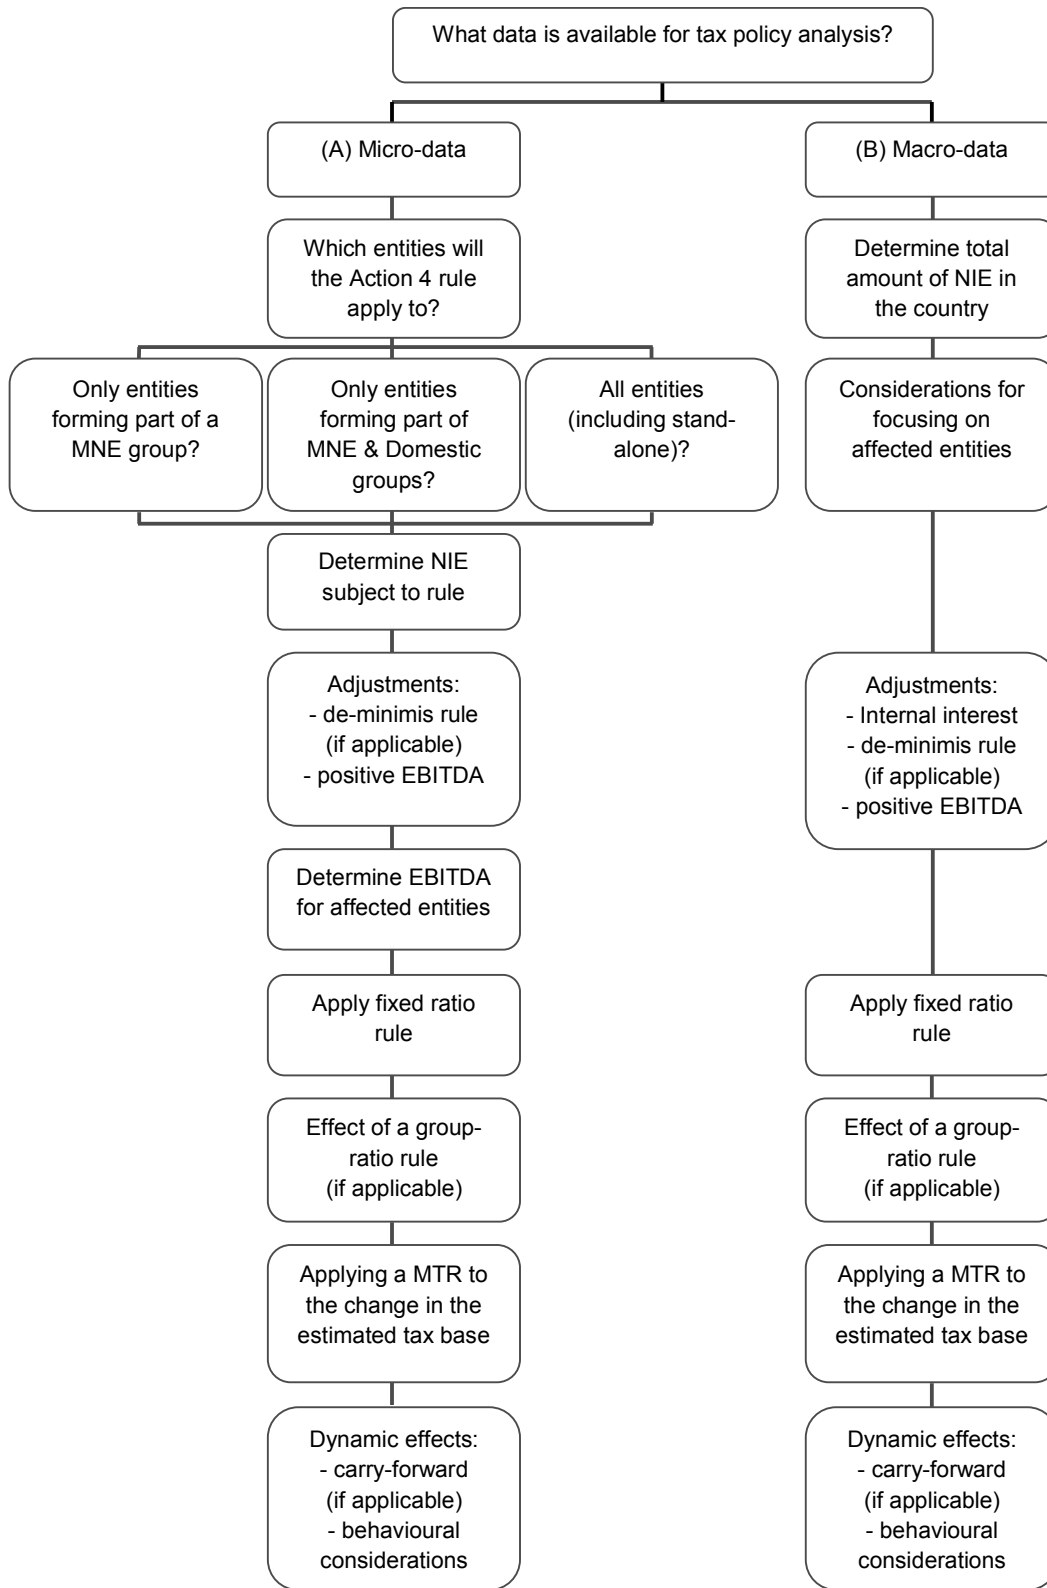 What data is available for tax policy analysis?
(A) Micro-data
(B) Macro-data
Which entities will
the Action 4 rule
apply to?
Determine total
amount of NIE in
the country
Only entities
forming part of a
MNE group?
Only entities
forming part of
MNE & Domestic
groups?
All entities
(including stand-
alone)?
Considerations for
focusing on
affected entities
Determine NIE
subject to rule
Adjustments:
- de-minimis rule
(if applicable)
- positive EBITDA
Adjustments:
- Internal interest
- de-minimis rule
(if applicable)
- positive EBITDA
Determine EBITDA
for affected entities
Apply fixed ratio
rule
Apply fixed ratio
rule
Effect of a group-
ratio rule
(if applicable)
Effect of a group-
ratio rule
(if applicable)
Applying a MTR to
the change in the
estimated tax base
Applying a MTR to
the change in the
estimated tax base
Dynamic effects:
- carry-forward
(if applicable)
- behavioural
considerations
Dynamic effects:
- carry-forward
(if applicable)
- behavioural
considerations